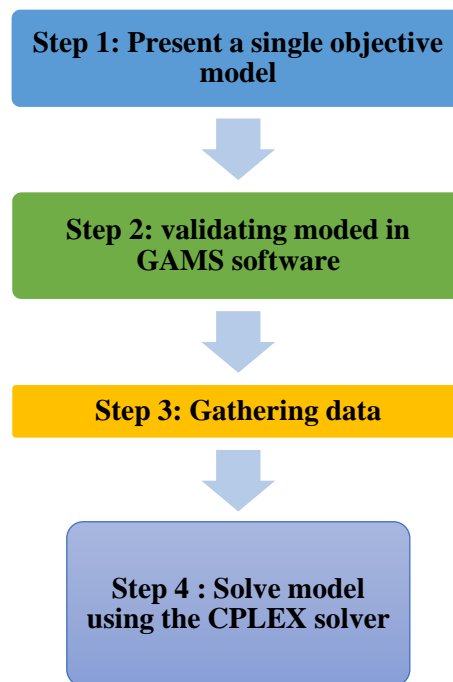 Step 1: Present a single objective
model
Step 2: validating moded in
GAMS software
Step 3: Gathering data
Step 4 : Solve model
using the CPLEX solver